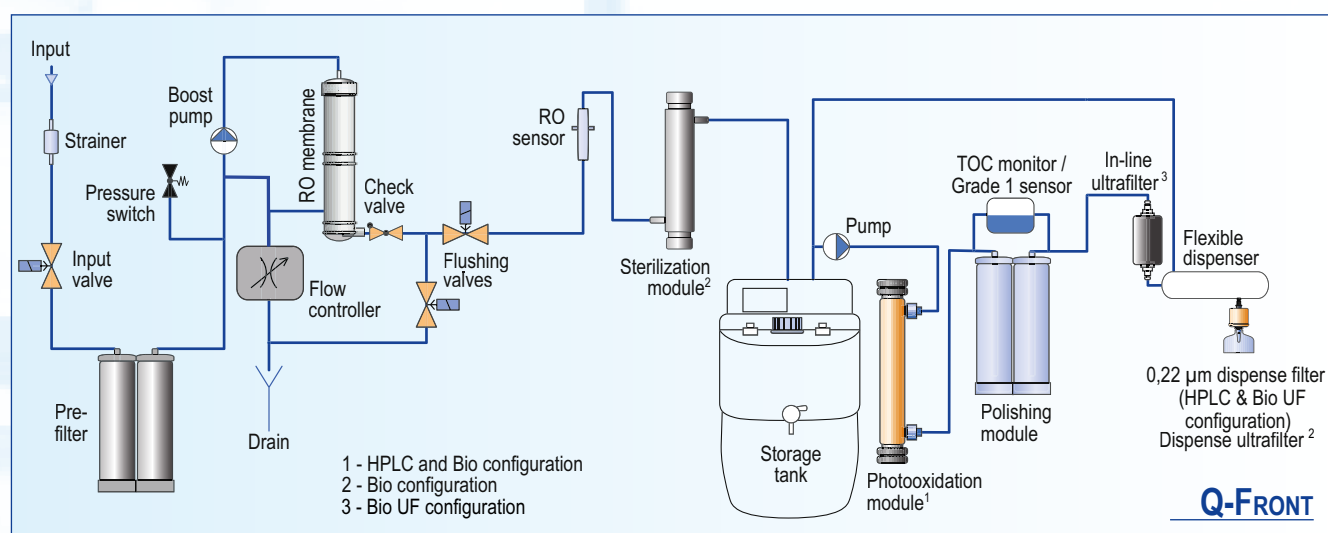 Input
Strainer
Pressure
switch
Input
valve
Pre-
filter
Boost
pump
RO membrane
Check
valve
Flow
controller
Flushing
valves
Drain
1 - HPLC and Bio configuration
2 - Bio configuration
3 - Bio UF configuration
RO
sensor
Sterilization
module2
Storage
tank
Pump
Photooxidation
module1
TOC monitor /
Grade 1 sensor
Polishing
module
In-line
ultrafilter 3
Flexible
dispenser
0,22 µm dispense filter
(HPLC & Bio UF
configuration)
Dispense ultrafilter 2
Q-FRONT